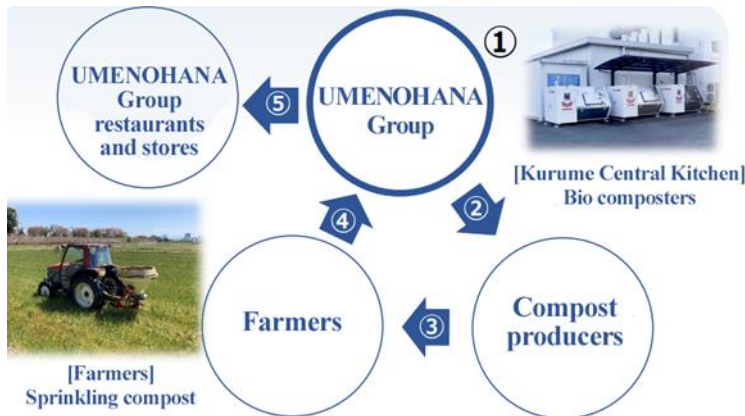 ①
UMENOHANA
Group
restaurants
and stores
⑤
UMENOHANA
Group
[Kurume Central Kitchen]
Bio composters
②
④
Farmers
③
Compost
producers
[Farmers]
Sprinkling compost